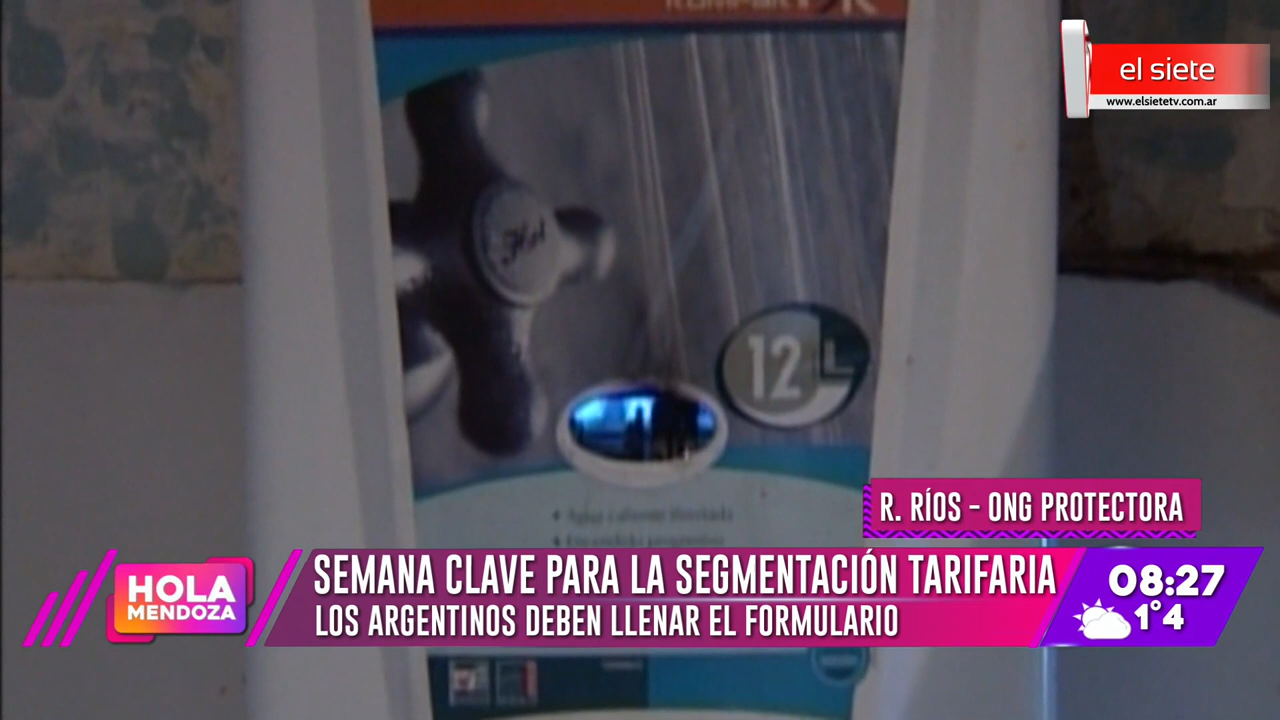 el siete
www.elsietetv.com.ar
Hot
12 L
R. RÍOS - ONG PROTECTORA
HOLA
MENDOZA
SEMANA CLAVE PARA LA SEGMENTACIÓN TARIFARIA
LOS ARGENTINOS DEBEN LLENAR EL FORMULARIO
08:27
1°4